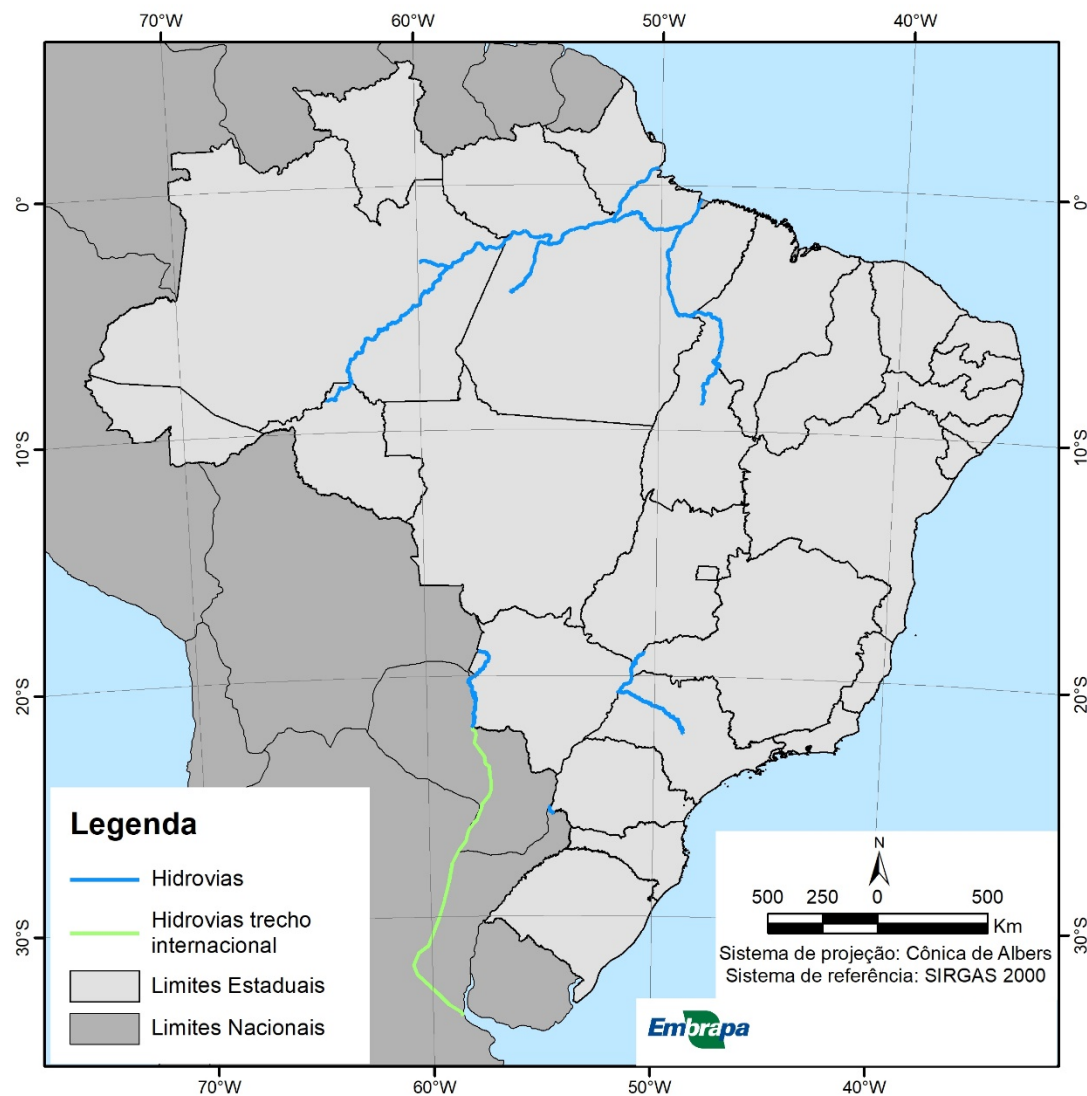 70°W 60°W 50°W 40°W
0° 0°
10°S 10°S
20°S 20°S
30°S 30°S
Legenda
Hidrovias
Hidrovias trecho
internacional
Limites Estaduais
Limites Nacionais
N
500 250 0 500
Km
Sistema de projeção: Cônica de Albers
Sistema de referência: SIRGAS 2000
Embrapa
70°W 60°W 50°W 40°W